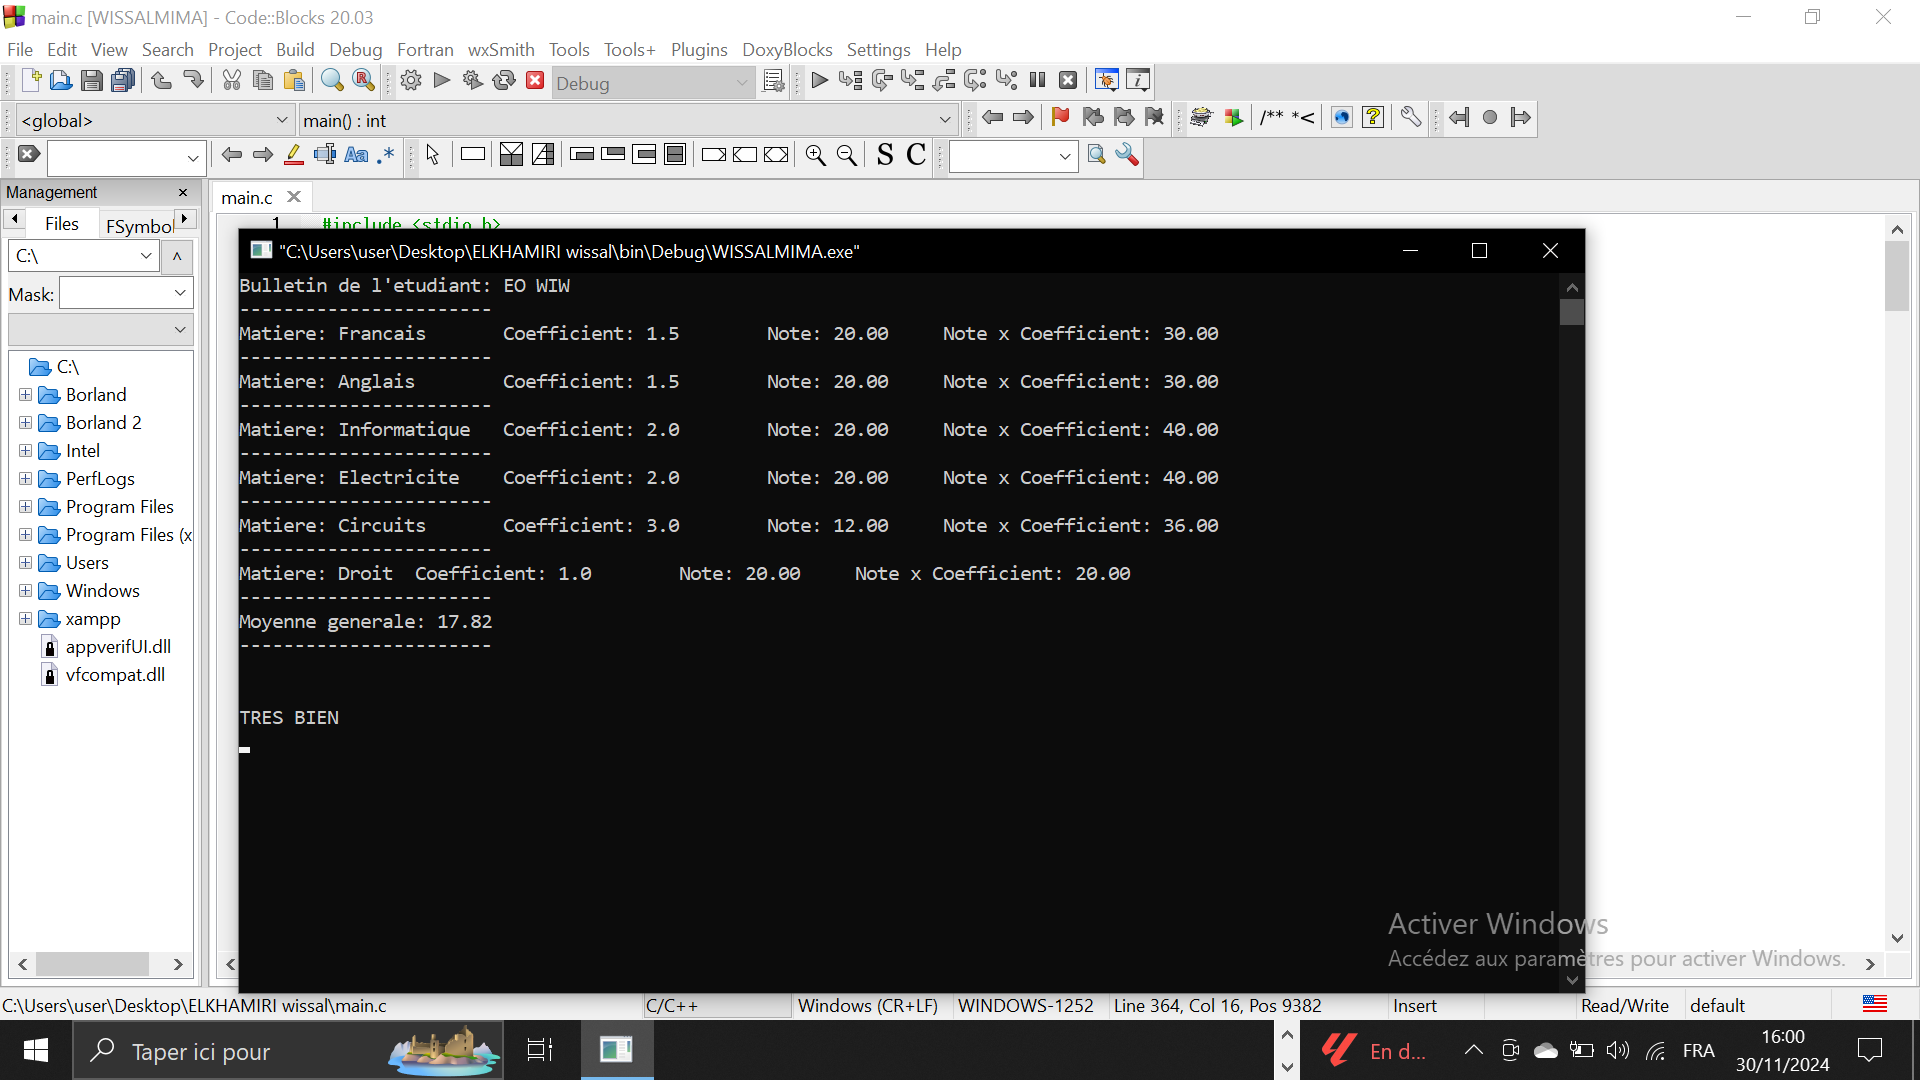 main.c [WISSALMIMA] - Code::Blocks 20.03
File Edit View Search Project Build Debug Fortran wxSmith Tools Tools+ Plugins DoxyBlocks Settings Help
Debug
<global> main() : int /** *<
Aa .* S C
Management
main.c
Files FSymbol
1 #include <stdio.h>
C:\
"C:\Users\user\Desktop\ELKHAMIRI wissal\bin\Debug\WISSALMIMA.exe"
Mask:
Bulletin de l'etudiant: EO WIW
-----------------------
Matiere: Francais Coefficient: 1.5 Note: 20.00 Note x Coefficient: 30.00
-----------------------
Matiere: Anglais Coefficient: 1.5 Note: 20.00 Note x Coefficient: 30.00
-----------------------
Matiere: Informatique Coefficient: 2.0 Note: 20.00 Note x Coefficient: 40.00
-----------------------
Matiere: Electricite Coefficient: 2.0 Note: 20.00 Note x Coefficient: 40.00
-----------------------
Matiere: Circuits Coefficient: 3.0 Note: 12.00 Note x Coefficient: 36.00
-----------------------
Matiere: Droit Coefficient: 1.0 Note: 20.00 Note x Coefficient: 20.00
-----------------------
Moyenne generale: 17.82
-----------------------
TRES BIEN
C:\
Borland
Borland 2
Intel
PerfLogs
Program Files
Program Files (x
Users
Windows
xampp
appverifUI.dll
vfcompat.dll
Activer Windows
Accédez aux paramètres pour activer Windows.
C:\Users\user\Desktop\ELKHAMIRI wissal\main.c C/C++ Windows (CR+LF) WINDOWS-1252 Line 364, Col 16, Pos 9382 Insert Read/Write default
Taper ici pour
En d...
FRA
16:00
30/11/2024